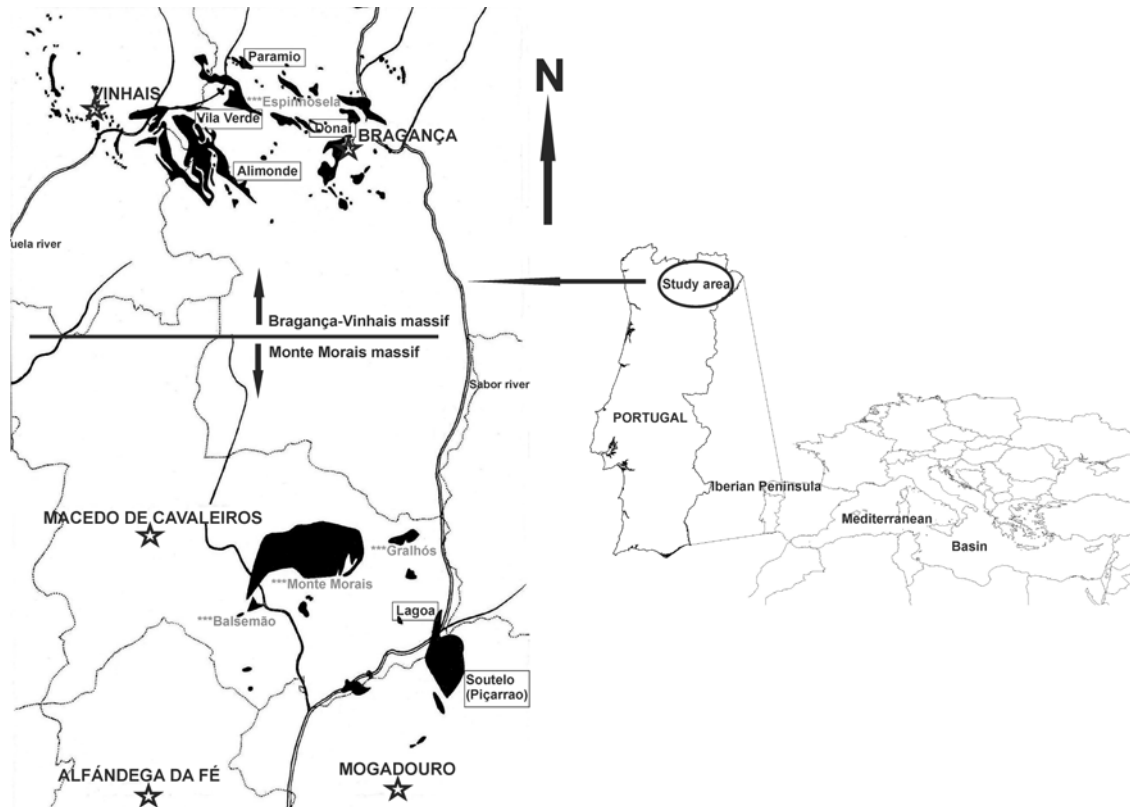 Paramio
N
VINHAIS
***Espinhosela
Vila Verde
Donai
BRAGANÇA
Alimonde
uela river
Study area
Bragança-Vinhais massif
Monte Morais massif
Sabor river
PORTUGAL
Iberian Peninsula
Mediterranean
Basin
MACEDO DE CAVALEIROS
***Gralhós
***Monte Morais
Lagoa
***Balsemão
Soutelo
(Piçarrao)
MOGADOURO
ALFÁNDEGA DA FÉ